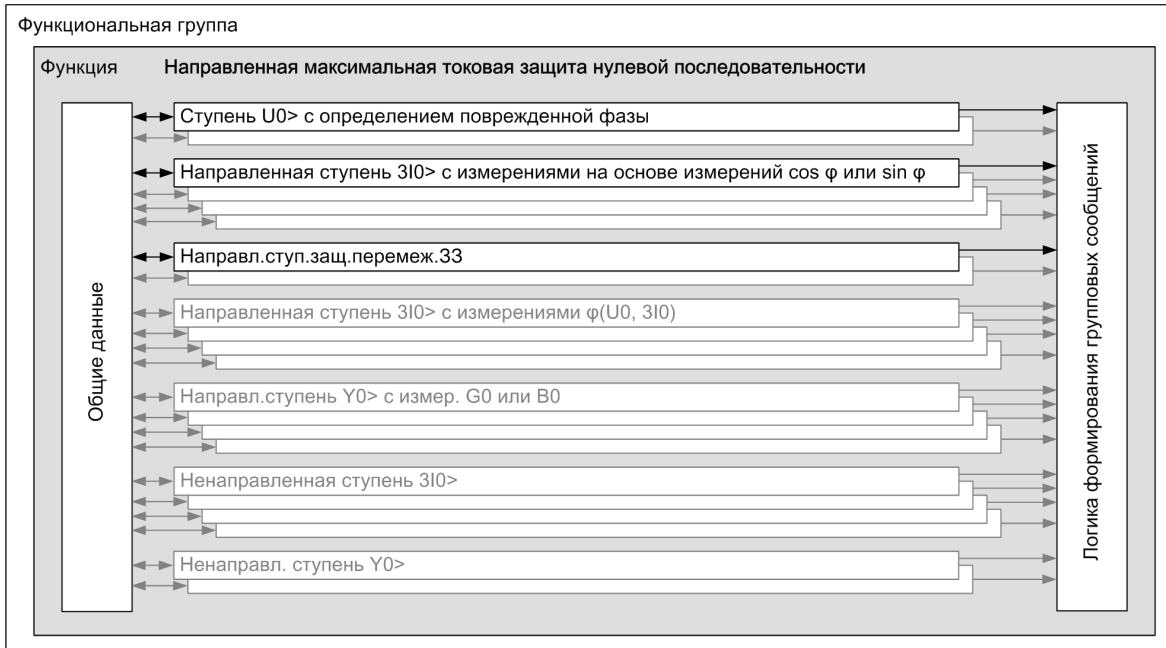 Функциональная группа
Функция Направленная максимальная токовая защита нулевой последовательности
Ступень U0> с определением поврежденной фазы
Направленная ступень 3I0> с измерениями на основе измерений cos φ или sin φ
Направл.ступ.защ.перемеж.ЗЗ
Направленная ступень 3I0> с измерениями φ(U0, 3I0)
Направл.ступень Y0> с измер. G0 или B0
Ненаправленная ступень 3I0>
Ненаправл. ступень Y0>
Общие данные
Логика формирования групповых сообщений